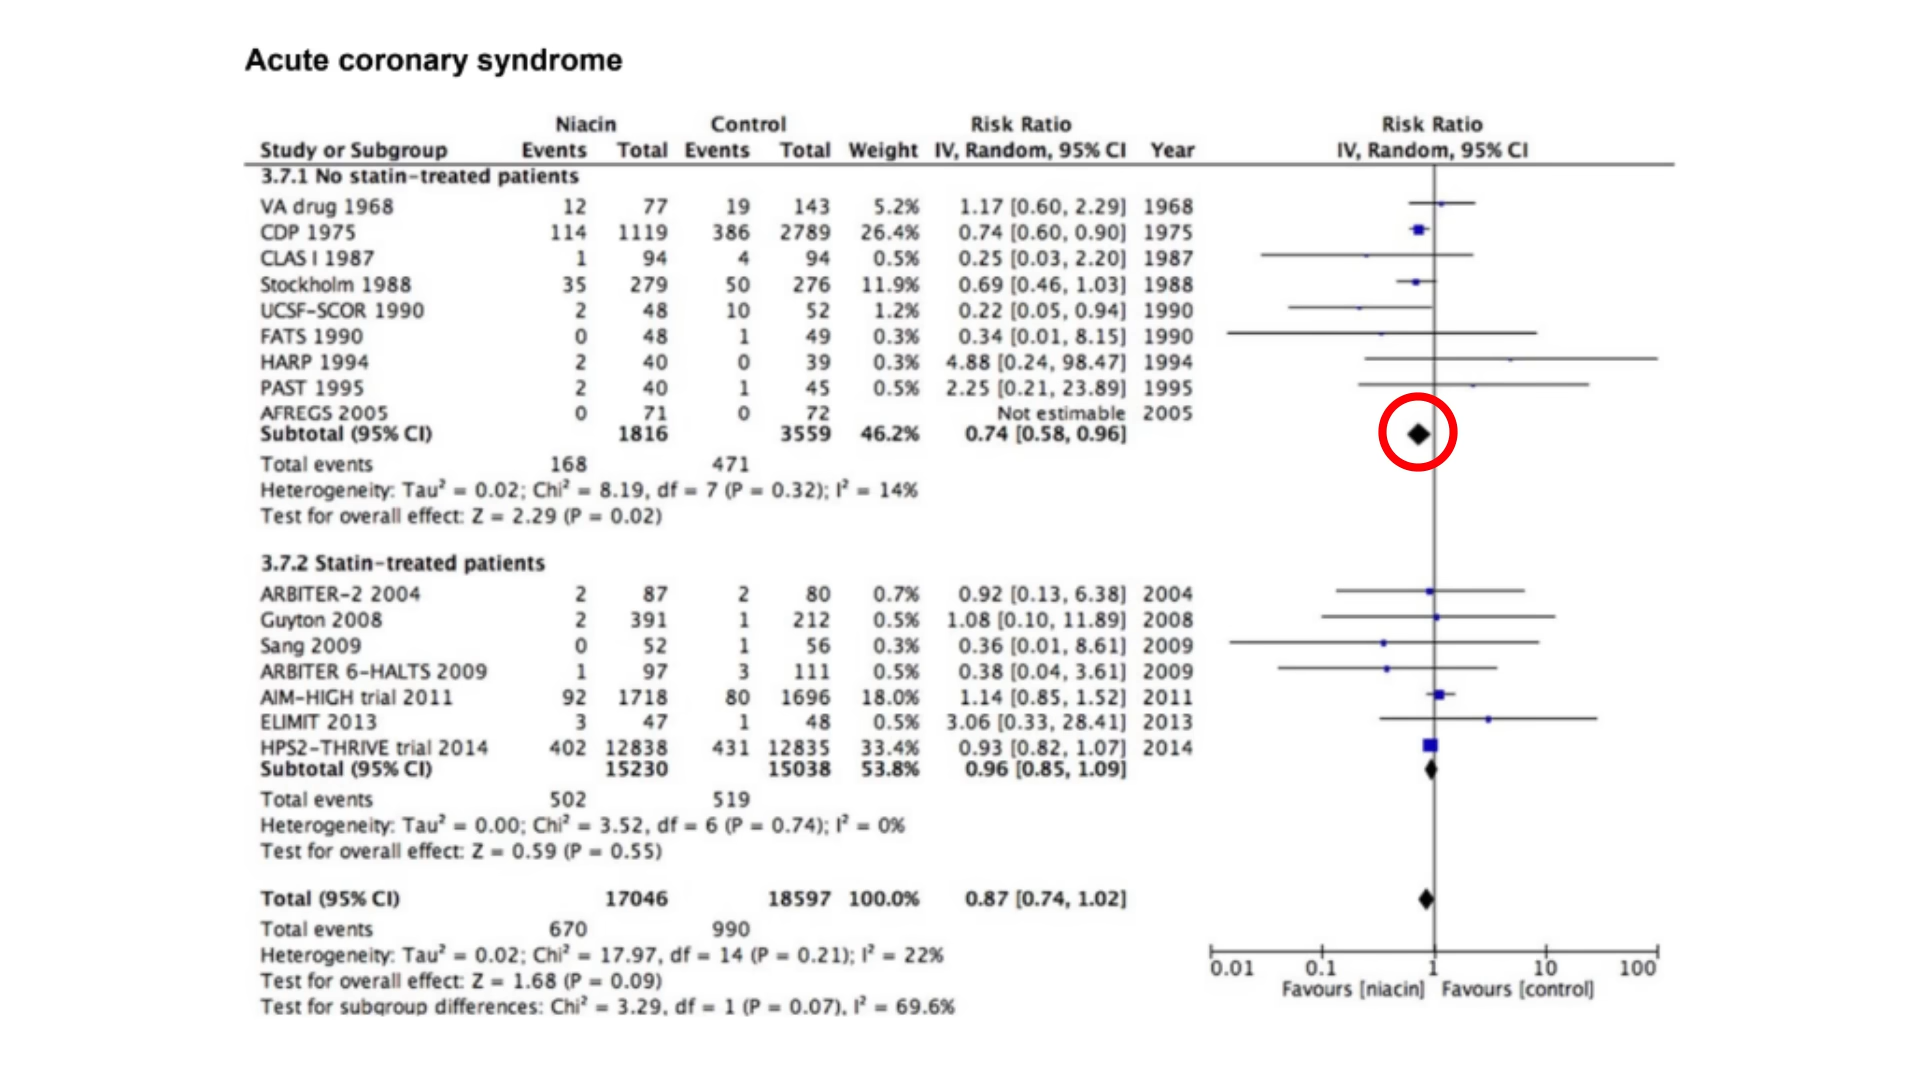 Acute coronary syndrome
Niacin Control Risk Ratio Risk Ratio
Study or Subgroup Events Total Events Total Weight IV, Random, 95% CI Year IV, Random, 95% CI
3.7.1 No statin-treated patients
VA drug 1968 12 77 19 143 5.2% 1.17 [0.60, 2.29] 1968
CDP 1975 114 1119 386 2789 26.4% 0.74 [0.60, 0.90] 1975
CLAS I 1987 1 94 4 94 0.5% 0.25 [0.03, 2.20] 1987
Stockholm 1988 35 279 50 276 11.9% 0.69 [0.46, 1.03] 1988
UCSF-SCOR 1990 2 48 10 52 1.2% 0.22 [0.05, 0.94] 1990
FATS 1990 0 48 1 49 0.3% 0.34 [0.01, 8.15] 1990
HARP 1994 2 40 0 39 0.3% 4.88 [0.24, 98.47] 1994
PAST 1995 2 40 1 45 0.5% 2.25 [0.21, 23.89] 1995
AFREGS 2005 0 71 0 72 Not estimable 2005
Subtotal (95% CI) 1816 3559 46.2% 0.74 [0.58, 0.96]
Total events 168 471
Heterogeneity: Tau² = 0.02; Chi² = 8.19, df = 7 (P = 0.32); I² = 14%
Test for overall effect: Z = 2.29 (P = 0.02)
3.7.2 Statin-treated patients
ARBITER-2 2004 2 87 2 80 0.7% 0.92 [0.13, 6.38] 2004
Guyton 2008 2 391 1 212 0.5% 1.08 [0.10, 11.89] 2008
Sang 2009 0 52 1 56 0.3% 0.36 [0.01, 8.61] 2009
ARBITER 6-HALTS 2009 1 97 3 111 0.5% 0.38 [0.04, 3.61] 2009
AIM-HIGH trial 2011 92 1718 80 1696 18.0% 1.14 [0.85, 1.52] 2011
ELIMIT 2013 3 47 1 48 0.5% 3.06 [0.33, 28.41] 2013
HPS2-THRIVE trial 2014 402 12838 431 12835 33.4% 0.93 [0.82, 1.07] 2014
Subtotal (95% CI) 15230 15038 53.8% 0.96 [0.85, 1.09]
Total events 502 519
Heterogeneity: Tau² = 0.00; Chi² = 3.52, df = 6 (P = 0.74); I² = 0%
Test for overall effect: Z = 0.59 (P = 0.55)
Total (95% CI) 17046 18597 100.0% 0.87 [0.74, 1.02]
Total events 670 990
Heterogeneity: Tau² = 0.02; Chi² = 17.97, df = 14 (P = 0.21); I² = 22%
Test for overall effect: Z = 1.68 (P = 0.09)
Test for subgroup differences: Chi² = 3.29, df = 1 (P = 0.07), I² = 69.6%
0.01 0.1 1 10 100
Favours [niacin] Favours [control]